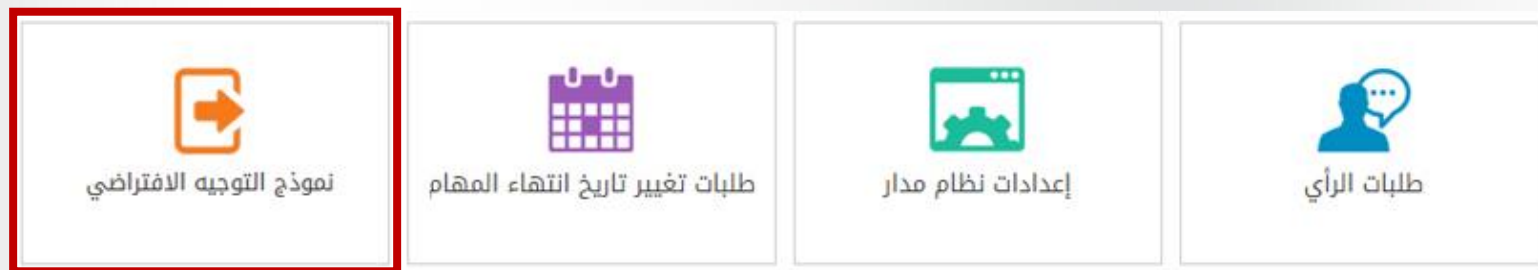 طلبات الرأي
إعدادات نظام مدار
طلبات تغيير تاريخ انتهاء المهام
نموذج التوجيه الافتراضي